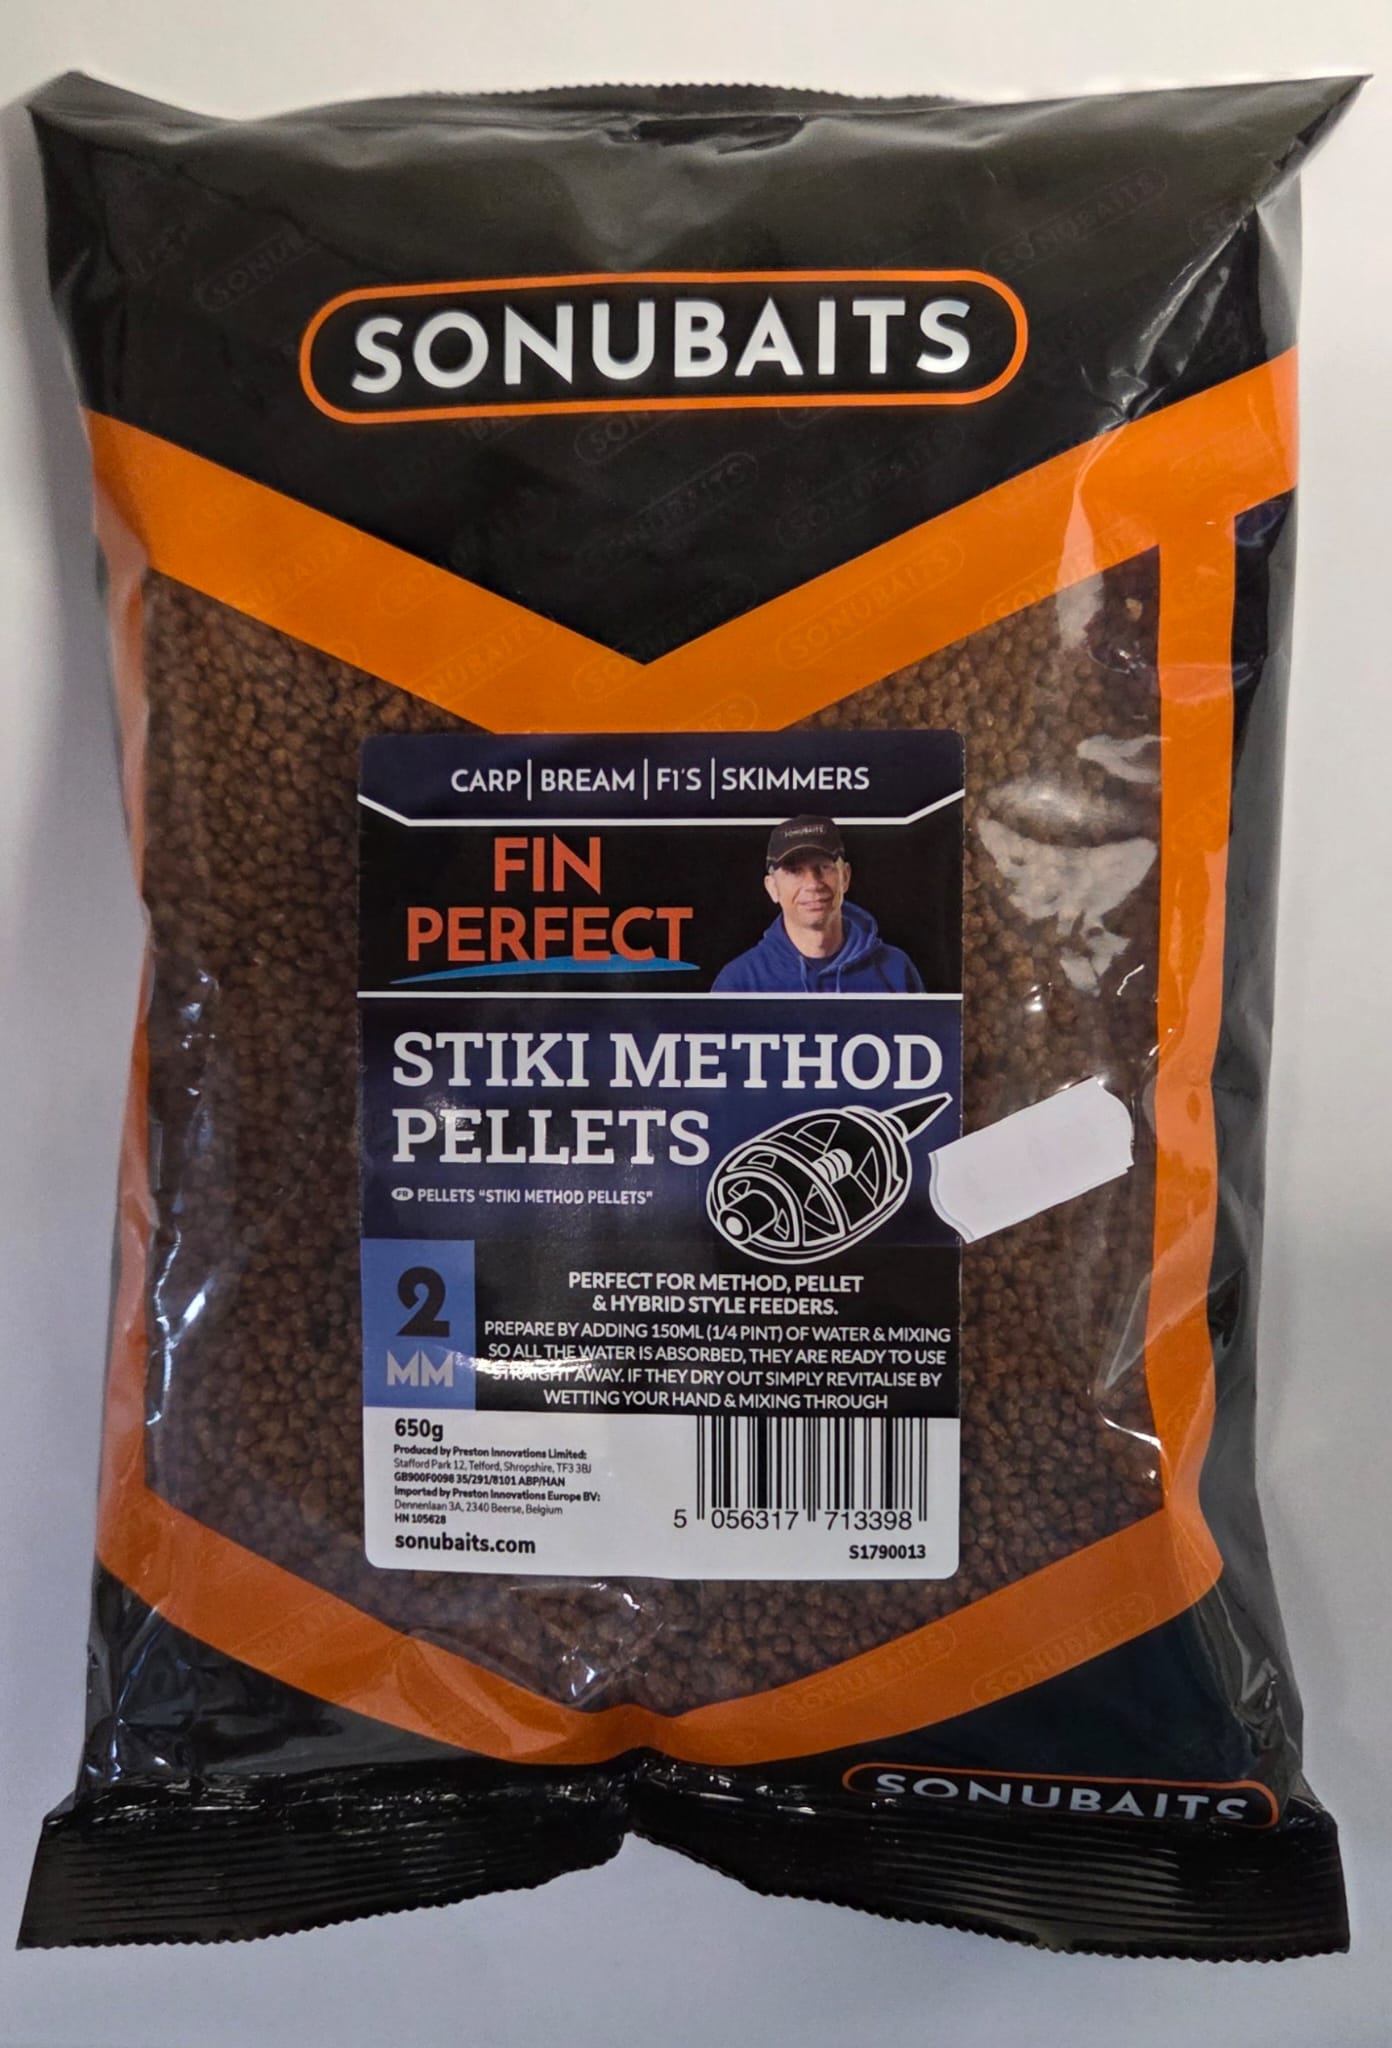 SONUBAITS
CARP | BREAM | F1'S | SKIMMERS
SONUBAITS
FIN
PERFECT
STIKI METHOD
PELLETS
FR PELLETS "STIKI METHOD PELLETS"
2
MM
PERFECT FOR METHOD, PELLET
& HYBRID STYLE FEEDERS.
PREPARE BY ADDING 150ML (1/4 PINT) OF WATER & MIXING
SO ALL THE WATER IS ABSORBED, THEY ARE READY TO USE
STRAIGHT AWAY. IF THEY DRY OUT SIMPLY REVITALISE BY
WETTING YOUR HAND & MIXING THROUGH
650g
Produced by Preston Innovations Limited:
Stafford Park 12, Telford, Shropshire, TF3 3BJ
GB900F0098 35/291/8101 ABP/HAN
Imported by Preston Innovations Europe BV:
Dennenlaan 3A, 2340 Beerse, Belgium
HN 105628
sonubaits.com
5 056317 713398
S1790013
SONUBAITS